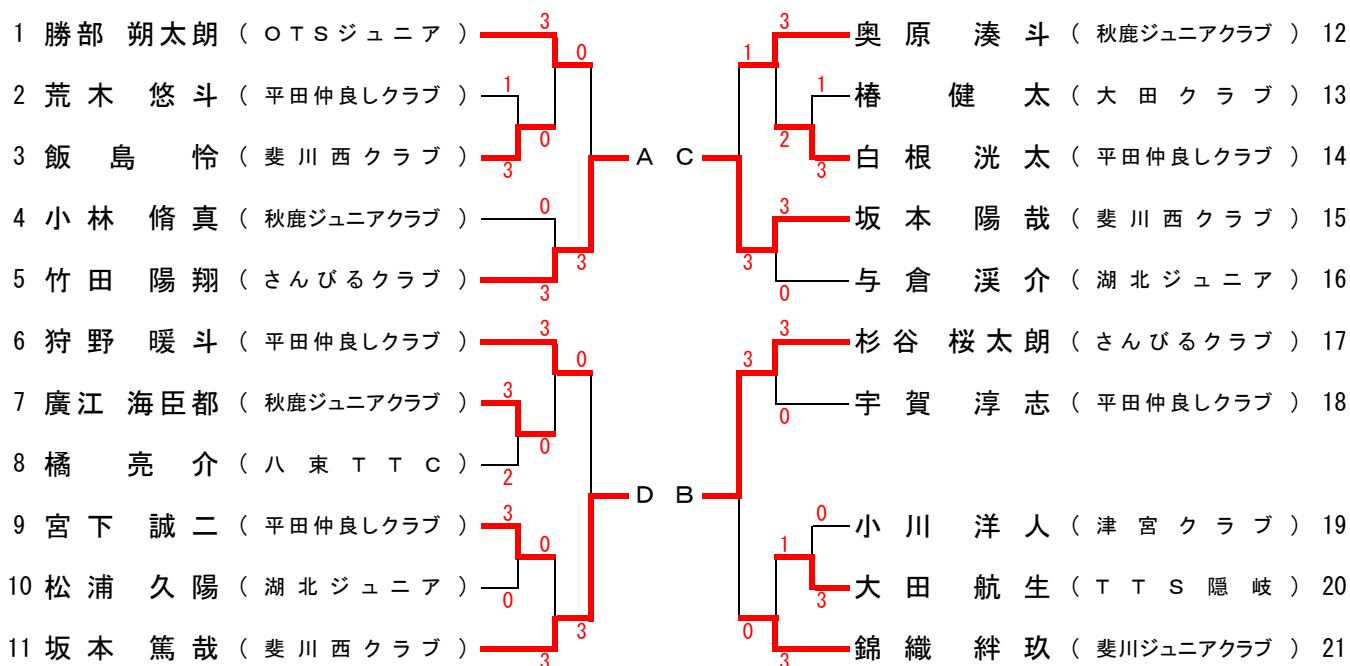 1 勝部 朔太朗 ( OTSジュニア ) 3
0
2 荒木 悠斗 ( 平田仲良しクラブ ) 1
0
3 飯島 怜 ( 斐川西クラブ ) 3
A
4 小林 脩真 ( 秋鹿ジュニアクラブ ) 0
3
5 竹田 陽翔 ( さんびるクラブ ) 3
6 狩野 暖斗 ( 平田仲良しクラブ ) 3
0
7 廣江 海臣都 ( 秋鹿ジュニアクラブ ) 3
0
8 橘 亮介 ( 八束TTC ) 2
D
9 宮下 誠二 ( 平田仲良しクラブ ) 3
0
10 松浦 久陽 ( 湖北ジュニア ) 0
3
11 坂本 篤哉 ( 斐川西クラブ ) 3
3 奥原 湊斗 ( 秋鹿ジュニアクラブ ) 12
1
1 椿 健太 ( 大田クラブ ) 13
2
3 白根 洸太 ( 平田仲良しクラブ ) 14
C
3 坂本 陽哉 ( 斐川西クラブ ) 15
3
0 与倉 渓介 ( 湖北ジュニア ) 16
3 杉谷 桜太朗 ( さんびるクラブ ) 17
3
0 宇賀 淳志 ( 平田仲良しクラブ ) 18
B
0 小川 洋人 ( 津宮クラブ ) 19
1
3 大田 航生 ( TTS隠岐 ) 20
0
3 錦織 絆玖 ( 斐川ジュニアクラブ ) 21